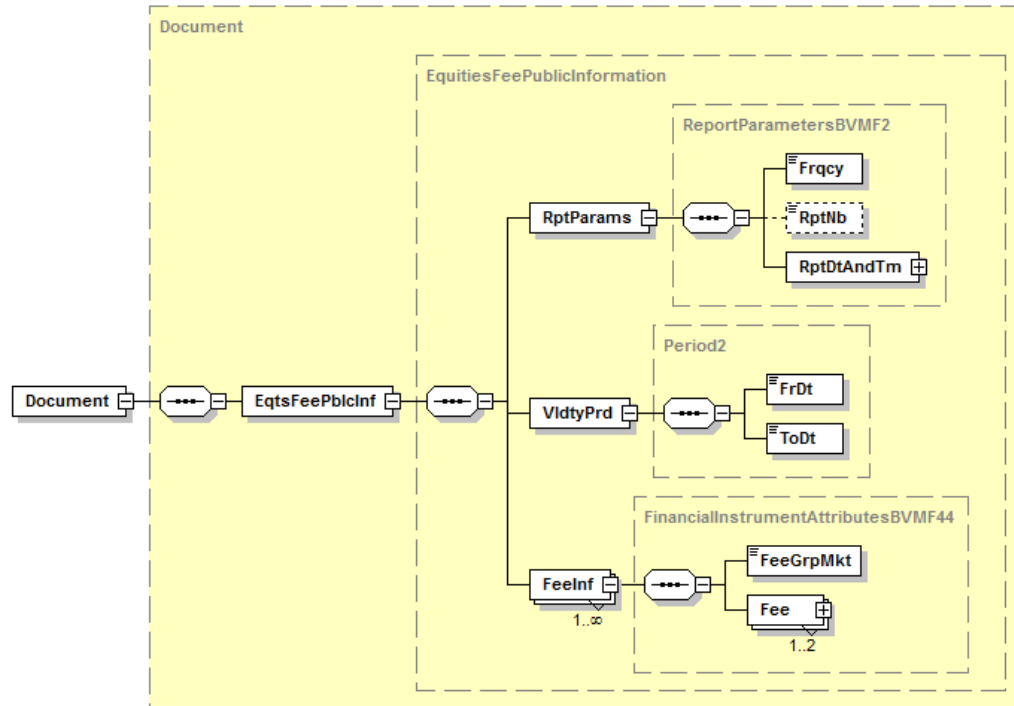 Document
EquitiesFeePublicInformation
ReportParametersBVMF2
Frqcy
RptParams
RptNb
RptDtAndTm
Period2
FrDt
Document
EqtsFeePblcInf
VldtyPrd
ToDt
FinancialInstrumentAttributesBVMF44
FeeGrpMkt
FeeInf
1..∞
Fee
1..2